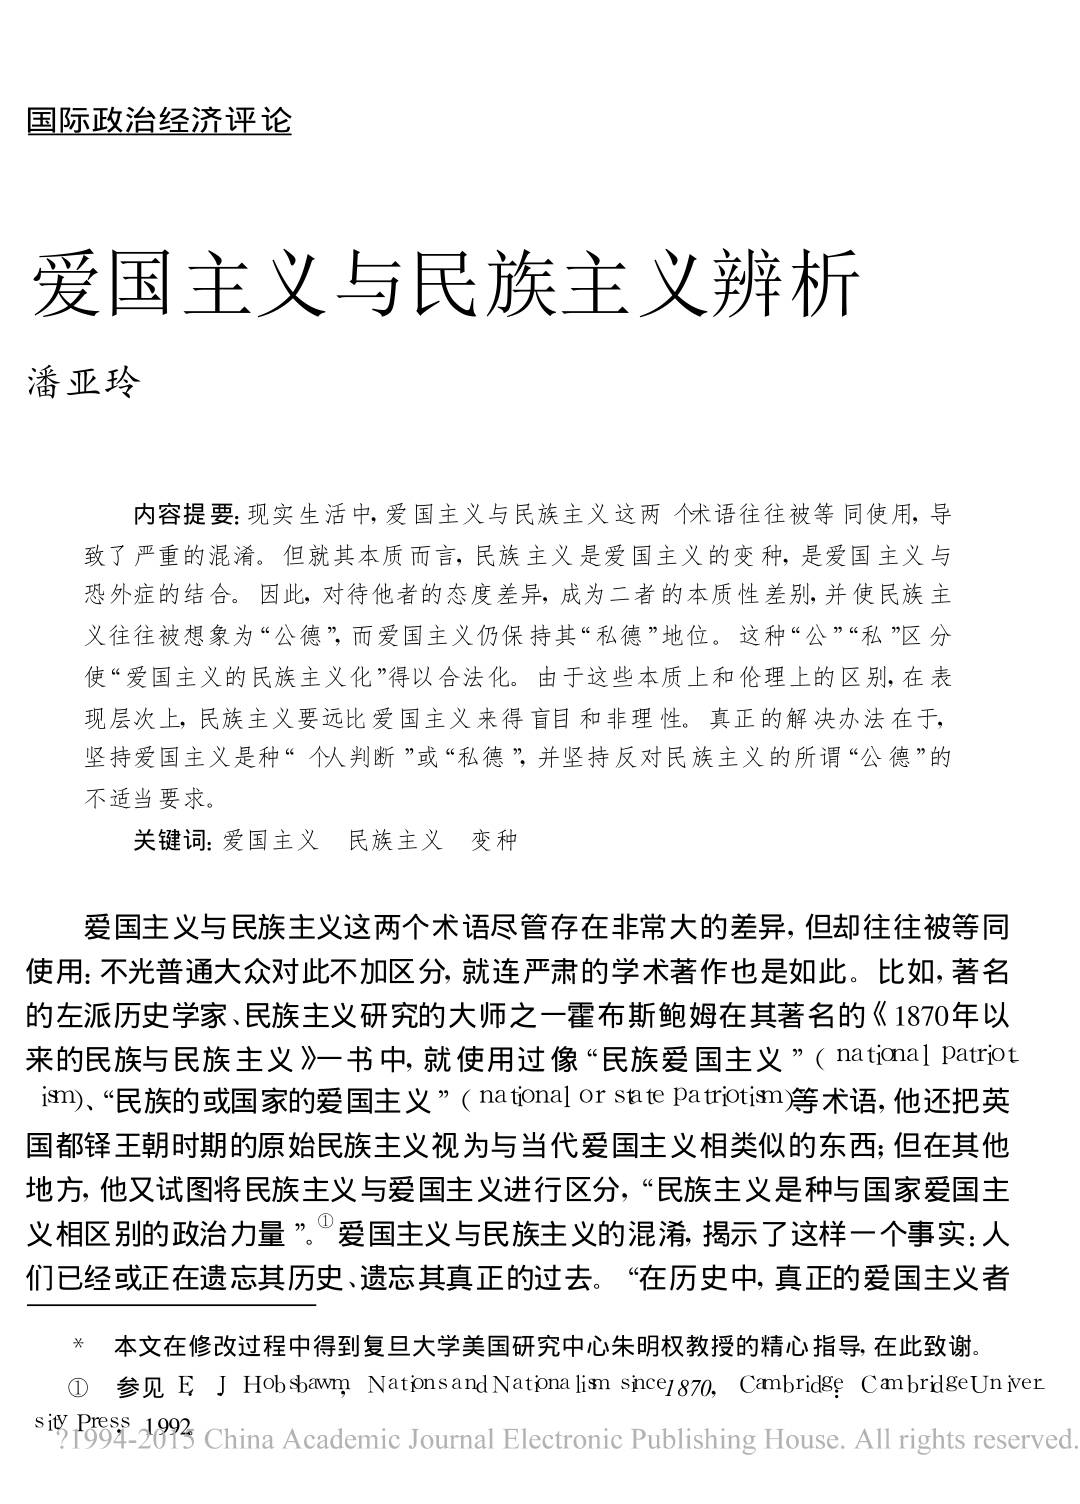 国际政治经济评论
爱国主义与民族主义辨析
潘亚玲
内容提要:现实生活中,爱国主义与民族主义这两个术语往往被等同使用,导
致了严重的混淆。但就其本质而言,民族主义是爱国主义的变种,是爱国主义与
恐外症的结合。因此,对待他者的态度差异,成为二者的本质性差别,并使民族主
义往往被想象为“公德”,而爱国主义仍保持其“私德”地位。这种“公”“私”区分
使“爱国主义的民族主义化”得以合法化。由于这些本质上和伦理上的区别,在表
现层次上,民族主义要远比爱国主义来得盲目和非理性。真正的解决办法在于,
坚持爱国主义是种“个人判断”或“私德”,并坚持反对民族主义的所谓“公德”的
不适当要求。
关键词:爱国主义 民族主义 变种
爱国主义与民族主义这两个术语尽管存在非常大的差异,但却往往被等同
使用:不光普通大众对此不加区分,就连严肃的学术著作也是如此。比如,著名
的左派历史学家、民族主义研究的大师之一霍布斯鲍姆在其著名的《1870年以
来的民族与民族主义》一书中,就使用过像“民族爱国主义”(national patriot-
ism)、“民族的或国家的爱国主义”(national or state patriotism)等术语,他还把英
国都铎王朝时期的原始民族主义视为与当代爱国主义相类似的东西;但在其他
地方,他又试图将民族主义与爱国主义进行区分,“民族主义是种与国家爱国主
义相区别的政治力量”。①爱国主义与民族主义的混淆,揭示了这样一个事实:人
们已经或正在遗忘其历史、遗忘其真正的过去。“在历史中,真正的爱国主义者
* 本文在修改过程中得到复旦大学美国研究中心朱明权教授的精心指导,在此致谢。
① 参见 E. J. Hobsbawm, Nations and Nationalism since 1870, Cambridge: Cambridge Univer-
sity Press, 1992。
?1994-2015 China Academic Journal Electronic Publishing House. All rights reserved.